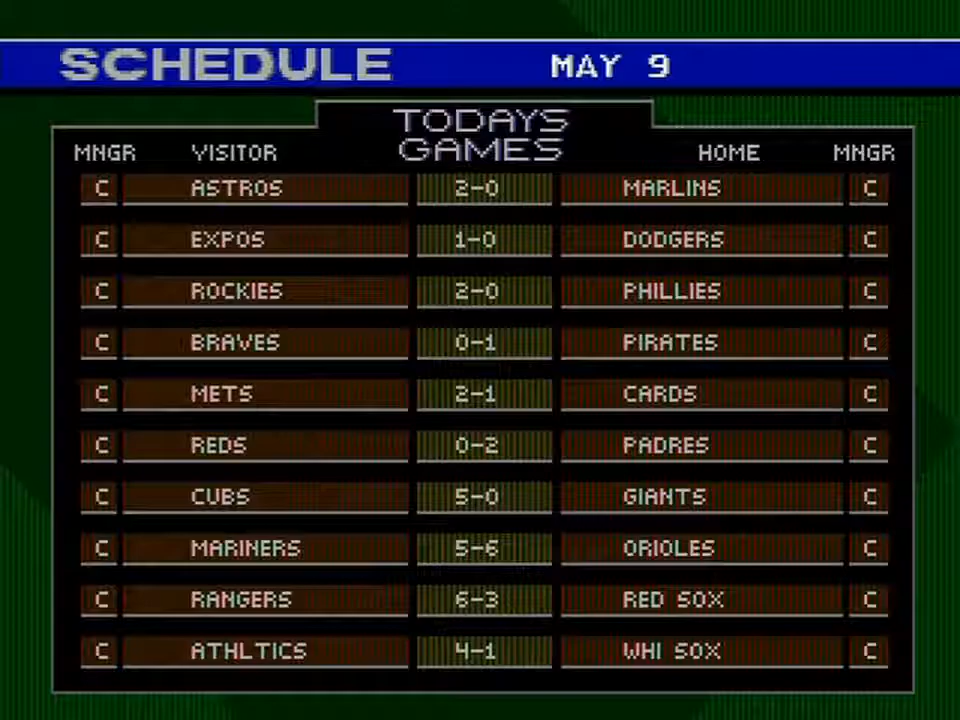 SCHEDULE MAY 9
TODAYS
GAMES
MNGR VISITOR HOME MNGR
C ASTROS 2-0 MARLINS C
C EXPOS 1-0 DODGERS C
C ROCKIES 2-0 PHILLIES C
C BRAVES 0-1 PIRATES C
C METS 2-1 CARDS C
C REDS 0-2 PADRES C
C CUBS 5-0 GIANTS C
C MARINERS 5-6 ORIOLES C
C RANGERS 6-3 RED SOX C
C ATHLTICS 4-1 WHI SOX C